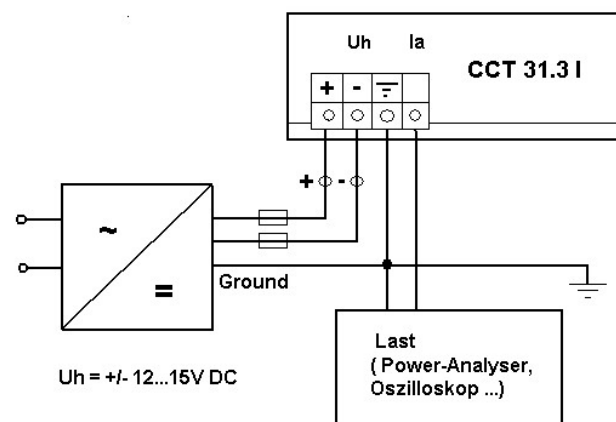 Uh Ia
CCT 31.3 I
+ -
+ -
~
=
Ground
Last
( Power-Analyser,
Oszilloskop ...)
Uh = +/- 12...15V DC